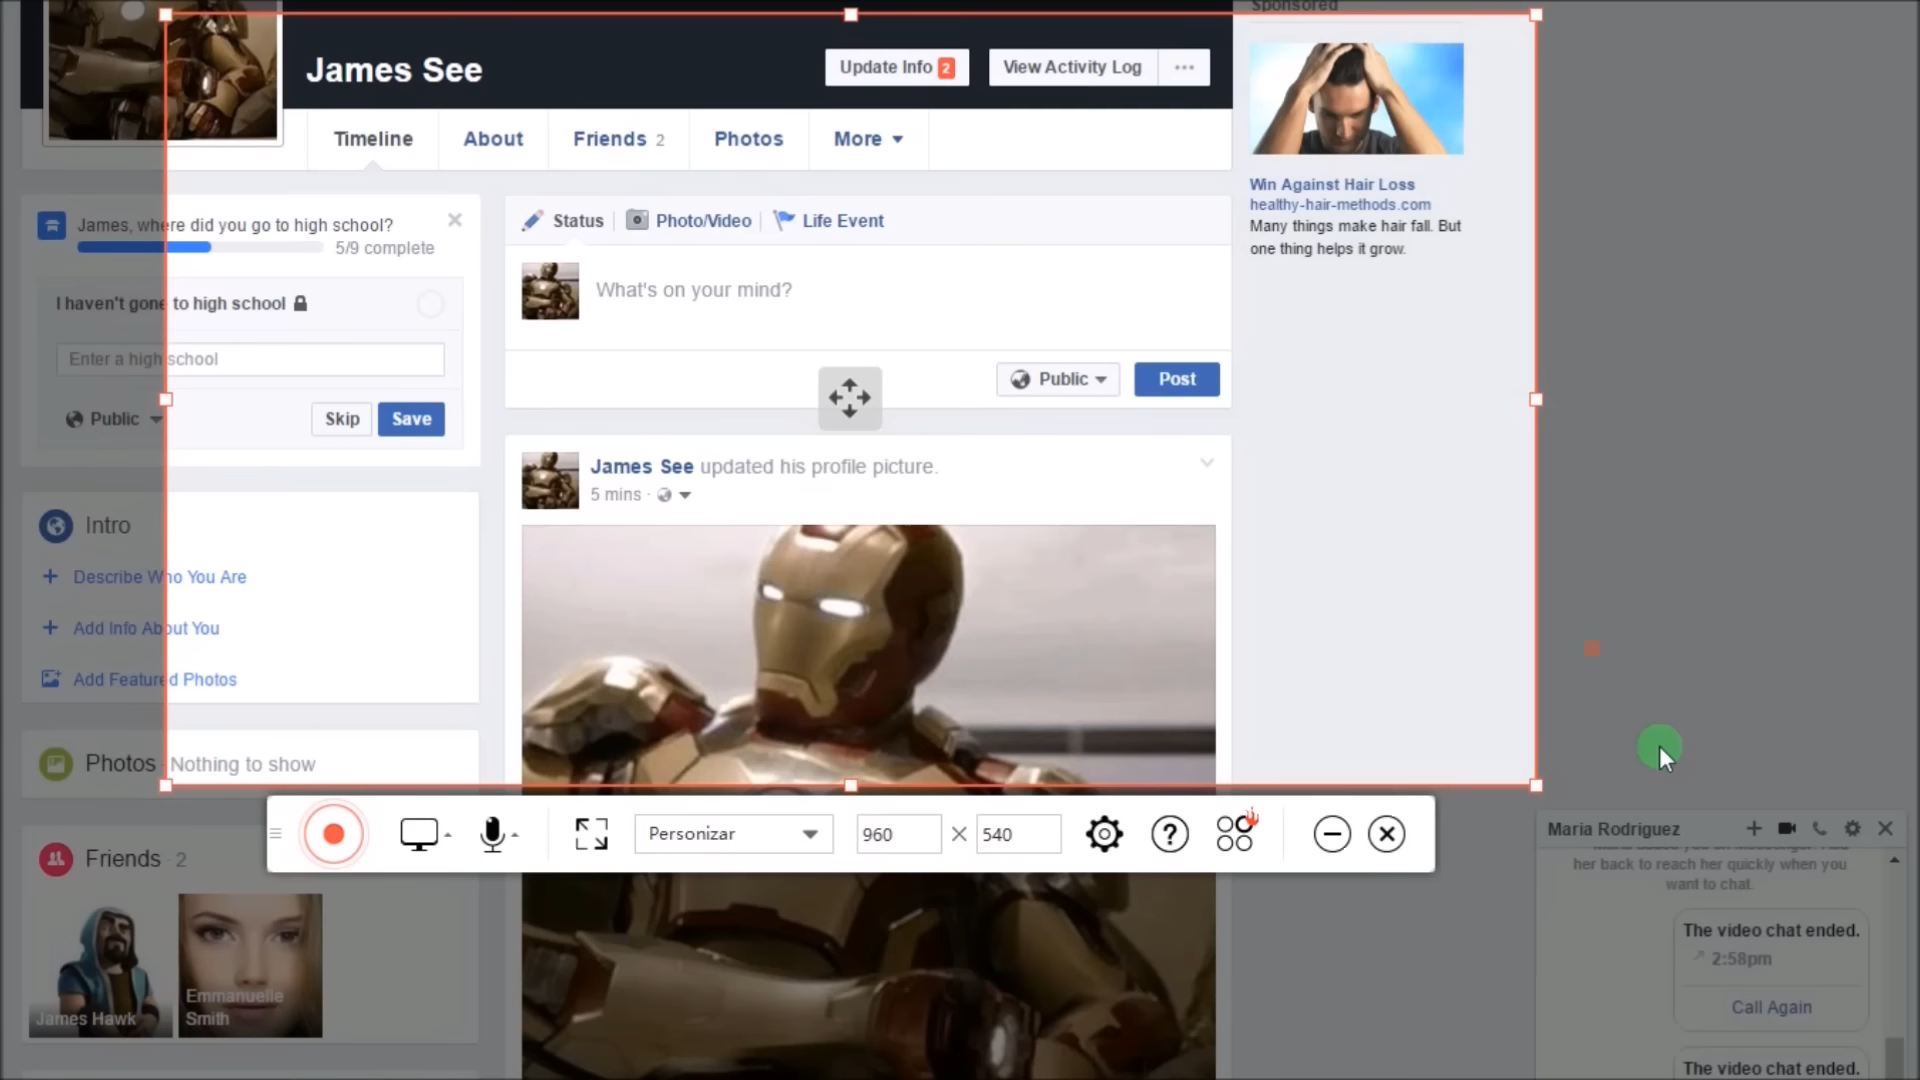 Sponsored
James See
Update Info 2
View Activity Log
Timeline
About
Friends 2
Photos
More
Win Against Hair Loss
healthy-hair-methods.com
Many things make hair fall. But
one thing helps it grow.
James, where did you go to high school?
5/9 complete
I haven't gone to high school
Enter a high school
Public
Skip
Save
Status
Photo/Video
Life Event
What's on your mind?
Public
Post
James See updated his profile picture.
5 mins ·
Intro
Describe Who You Are
Add Info About You
Add Featured Photos
Photos · Nothing to show
Personizar
960
540
Friends · 2
James Hawk
Emmanuelle
Smith
Maria Rodriguez
her back to reach her quickly when you
want to chat.
The video chat ended.
2:58pm
Call Again
The video chat ended.